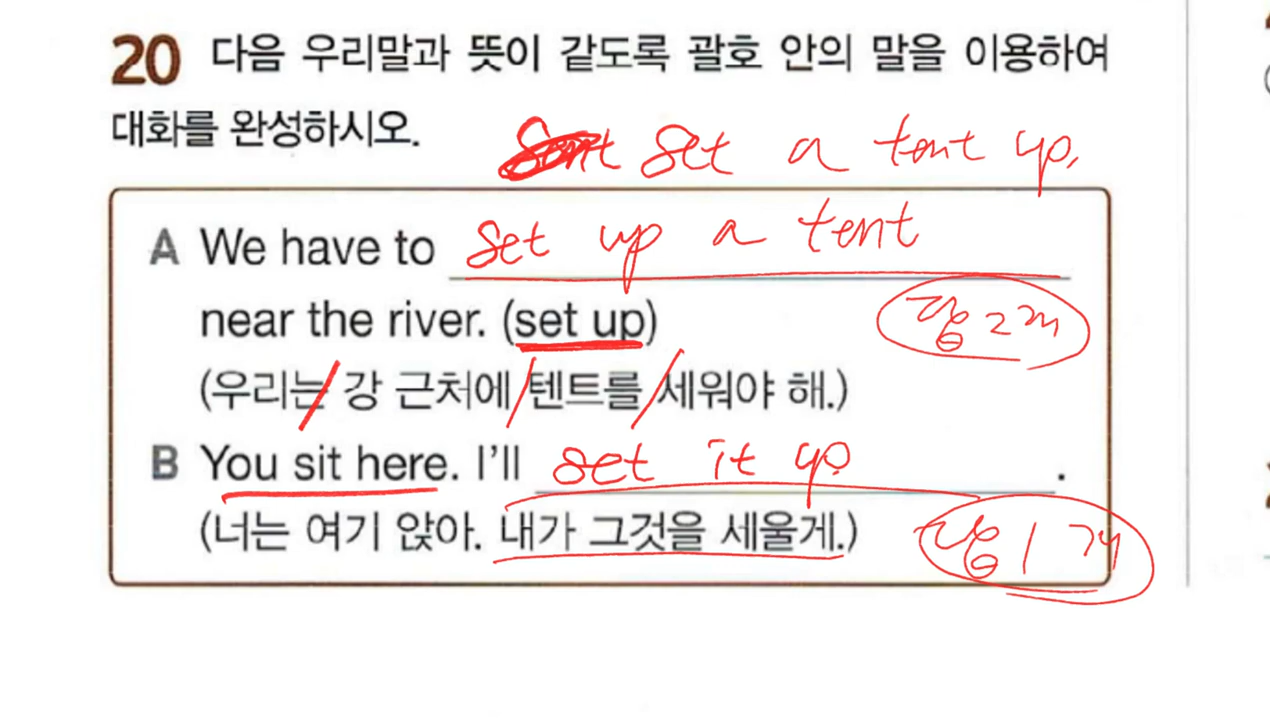 20 다음 우리말과 뜻이 같도록 괄호 안의 말을 이용하여
대화를 완성하시오.
set a tent up.
A We have to set up a tent
near the river. (set up)
답 2개
(우리는/ 강 근처에/ 텐트를/ 세워야 해.)
B You sit here. I'll set it up.
(너는 여기 앉아. 내가 그것을 세울게.)
답 1개